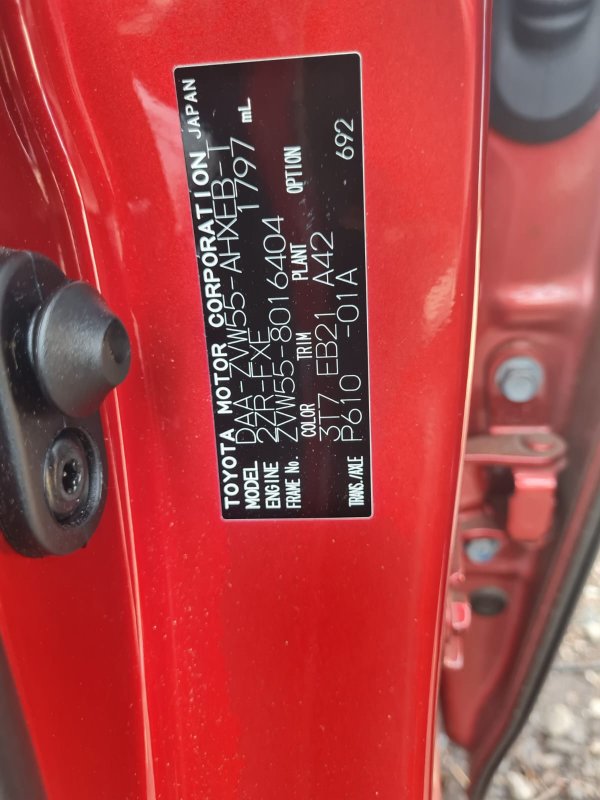 TOYOTA MOTOR CORPORATION JAPAN
MODEL DAA-ZVW55-AHXEB-T
ENGINE 2ZR-FXE 1797 mL
FRAME No. ZVW55-8016404
COLOR TRIM PLANT OPTION
3T7 EB21 A42 692
TRANS./AXLE P610 -01A